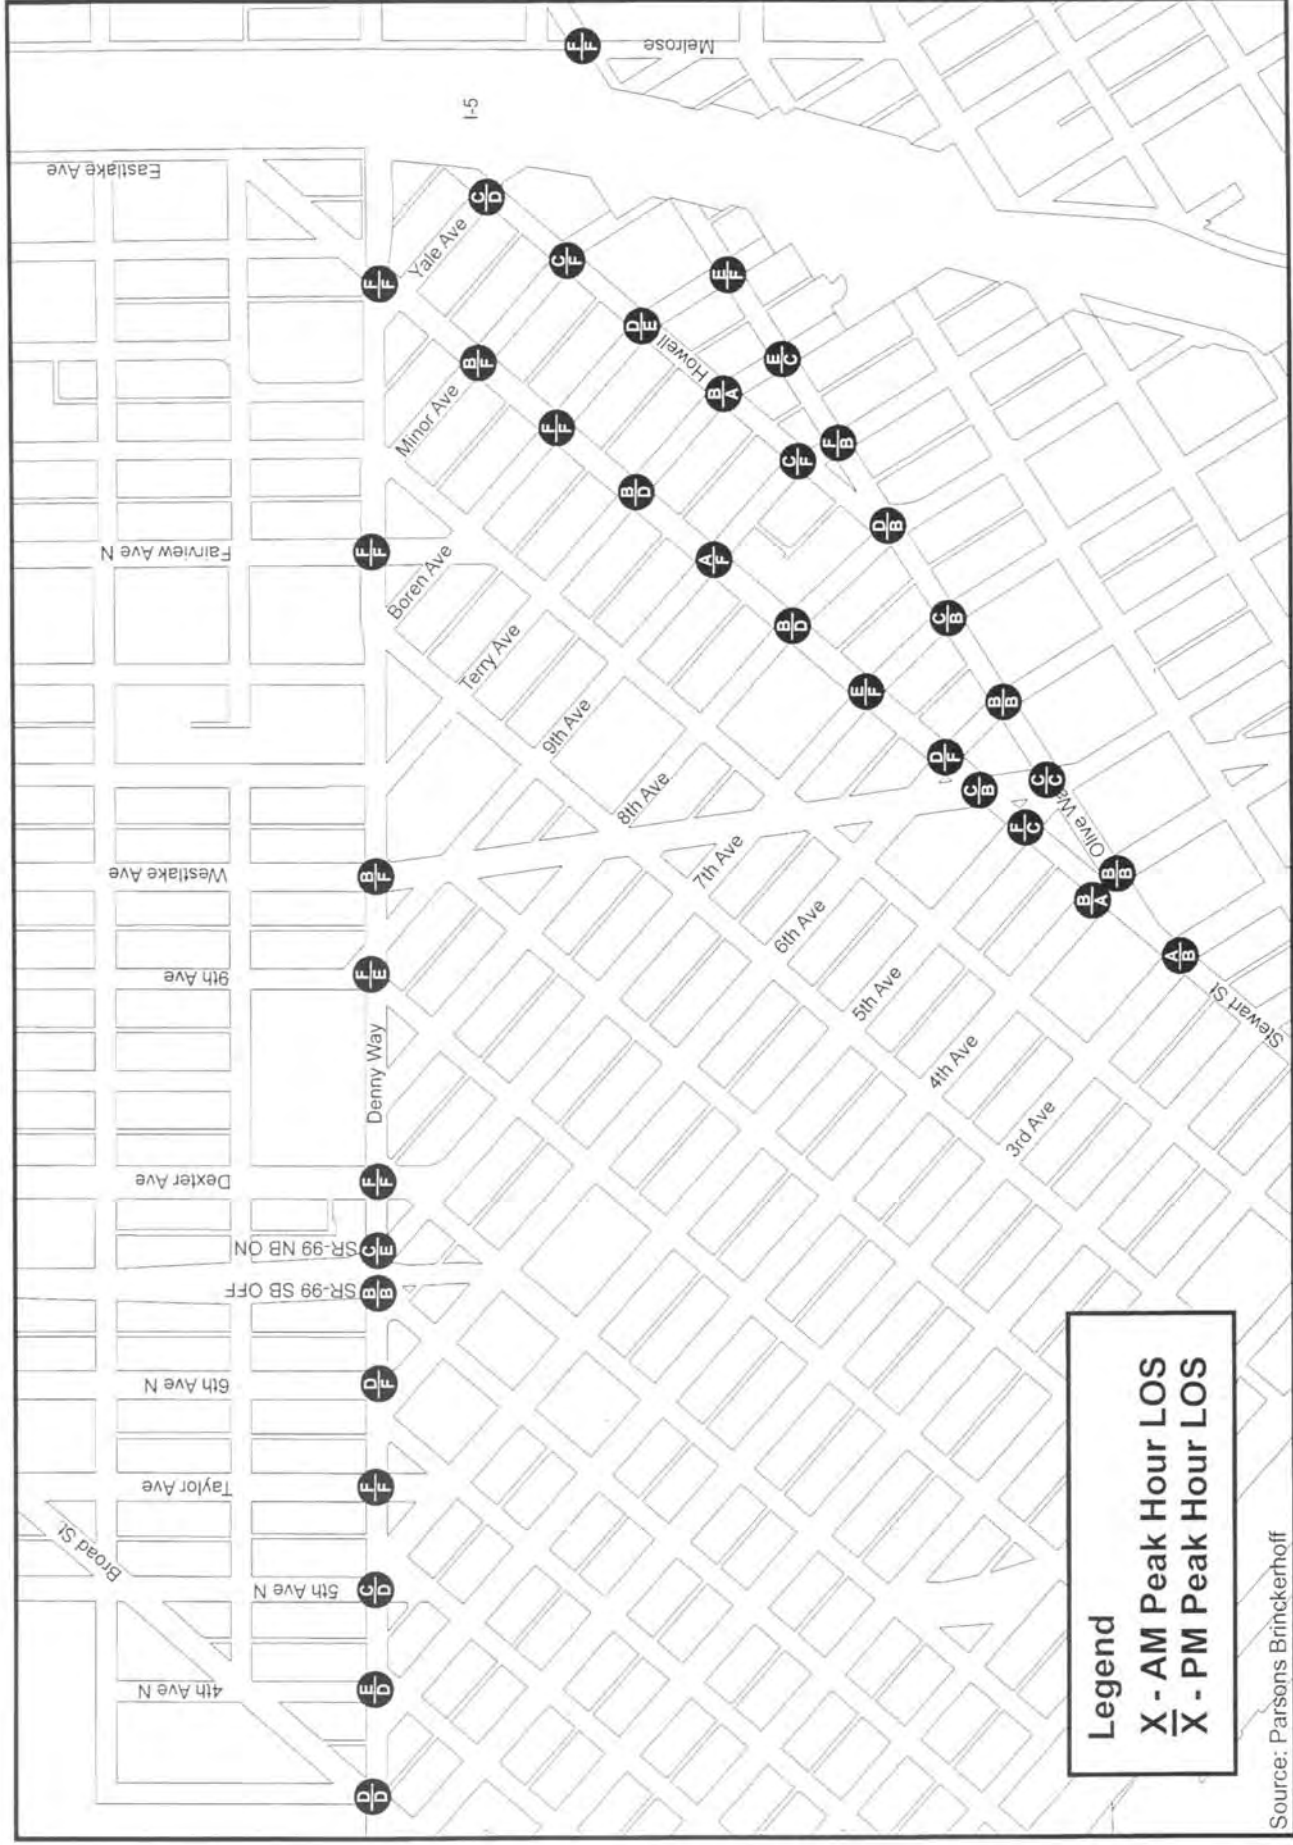 Broad St
4th Ave N
5th Ave N
Taylor Ave
6th Ave N
SR-99 SB OFF
SR-99 NB ON
Dexter Ave
9th Ave
Westlake Ave
Fairview Ave N
Eastlake Ave
D/D
E/D
C/D
F/F
D/F
B/B
C/E
F/F
Denny Way
F/E
B/F
F/F
F/F
I-5
F/F
Melrose
Yale Ave
Minor Ave
Boren Ave
Terry Ave
9th Ave
8th Ave
7th Ave
6th Ave
5th Ave
4th Ave
3rd Ave
C/D
C/F
D/E
Howell
B/A
C/F
B/F
F/F
B/D
A/F
B/D
E/F
D/F
C/B
F/C
B/A
A/B
Stewart St
E/F
E/C
F/B
D/B
C/B
B/B
C/C
Olive Wa
B/B
Legend
X - AM Peak Hour LOS
X - PM Peak Hour LOS
Source: Parsons Brinckerhoff